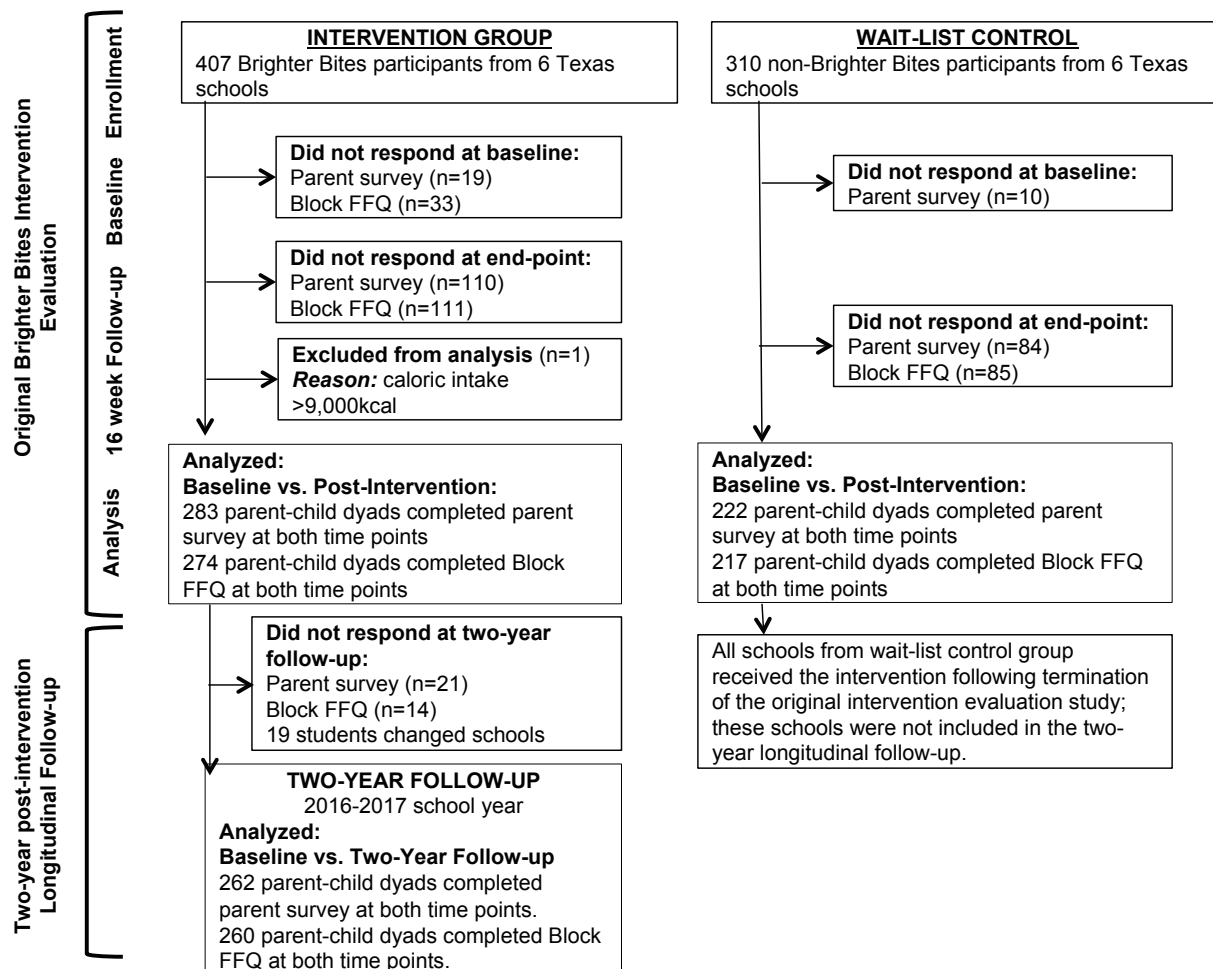 Original Brighter Bites Intervention
Evaluation
Enrollment
Baseline
16 week Follow-up
Analysis
INTERVENTION GROUP
407 Brighter Bites participants from 6 Texas
schools
WAIT-LIST CONTROL
310 non-Brighter Bites participants from 6 Texas
schools
Did not respond at baseline:
Parent survey (n=19)
Block FFQ (n=33)
Did not respond at baseline:
Parent survey (n=10)
Did not respond at end-point:
Parent survey (n=110)
Block FFQ (n=111)
Did not respond at end-point:
Parent survey (n=84)
Block FFQ (n=85)
Excluded from analysis (n=1)
Reason: caloric intake
>9,000kcal
Analyzed:
Baseline vs. Post-Intervention:
283 parent-child dyads completed parent
survey at both time points
274 parent-child dyads completed Block
FFQ at both time points
Analyzed:
Baseline vs. Post-Intervention:
222 parent-child dyads completed parent
survey at both time points
217 parent-child dyads completed Block FFQ
at both time points
Two-year post-intervention
Longitudinal Follow-up
Did not respond at two-year
follow-up:
Parent survey (n=21)
Block FFQ (n=14)
19 students changed schools
All schools from wait-list control group
received the intervention following termination
of the original intervention evaluation study;
these schools were not included in the two-
year longitudinal follow-up.
TWO-YEAR FOLLOW-UP
2016-2017 school year
Analyzed:
Baseline vs. Two-Year Follow-up
262 parent-child dyads completed
parent survey at both time points.
260 parent-child dyads completed Block
FFQ at both time points.